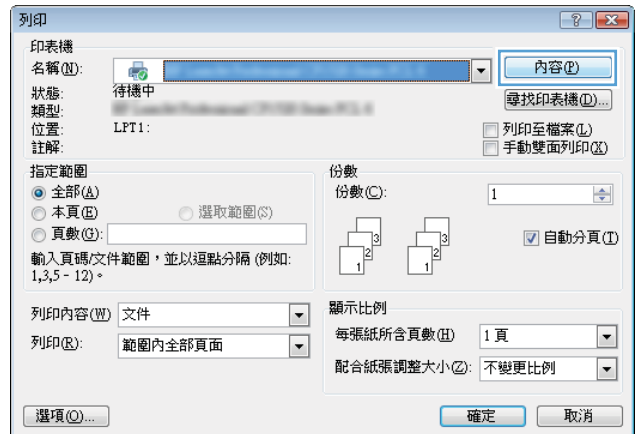 列印
印表機
名稱(N):
內容(P)
狀態: 待機中
尋找印表機(D)...
類型:
位置: LPT1:
列印至檔案(L)
註解:
手動雙面列印(X)
指定範圍
全部(A)
本頁(E) 選取範圍(S)
頁數(G):
輸入頁碼/文件範圍，並以逗點分隔 (例如:
1,3,5 - 12)。
份數
份數(C): 1
1 2 3 1 2 3
自動分頁(T)
列印內容(W) 文件
列印(R): 範圍內全部頁面
顯示比例
每張紙所含頁數(H) 1 頁
配合紙張調整大小(Z): 不變更比例
選項(O)...
確定 取消